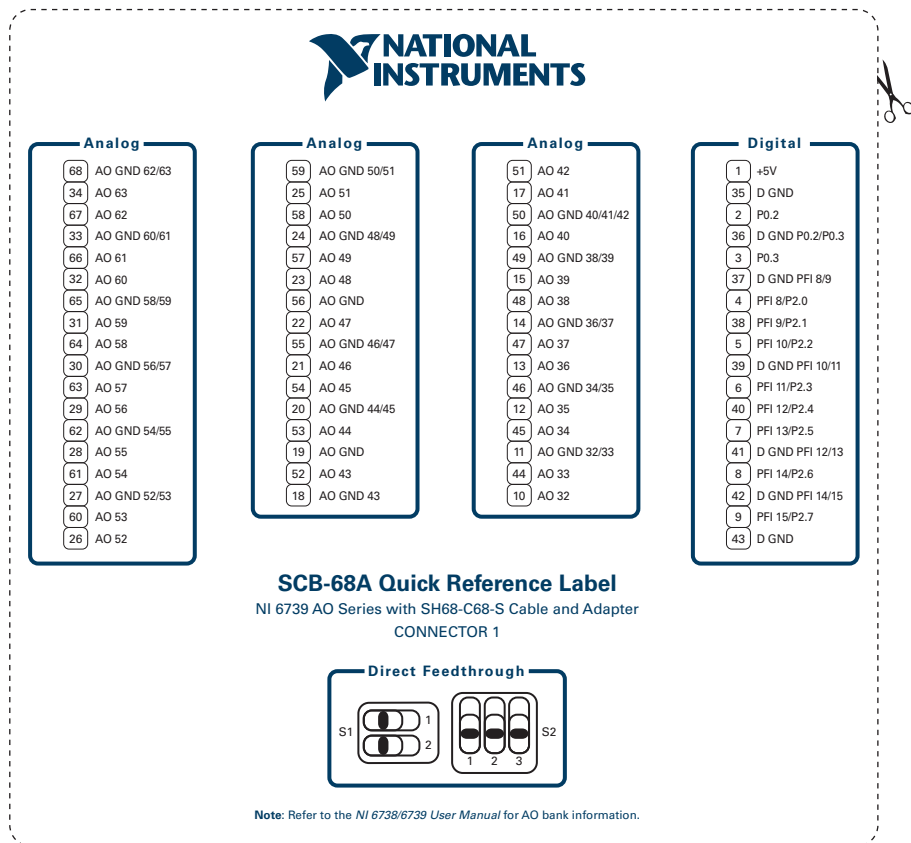 NATIONAL
INSTRUMENTS
Analog
68 AO GND 62/63
34 AO 63
67 AO 62
33 AO GND 60/61
66 AO 61
32 AO 60
65 AO GND 58/59
31 AO 59
64 AO 58
30 AO GND 56/57
63 AO 57
29 AO 56
62 AO GND 54/55
28 AO 55
61 AO 54
27 AO GND 52/53
60 AO 53
26 AO 52
Analog
59 AO GND 50/51
25 AO 51
58 AO 50
24 AO GND 48/49
57 AO 49
23 AO 48
56 AO GND
22 AO 47
55 AO GND 46/47
21 AO 46
54 AO 45
20 AO GND 44/45
53 AO 44
19 AO GND
52 AO 43
18 AO GND 43
Analog
51 AO 42
17 AO 41
50 AO GND 40/41/42
16 AO 40
49 AO GND 38/39
15 AO 39
48 AO 38
14 AO GND 36/37
47 AO 37
13 AO 36
46 AO GND 34/35
12 AO 35
45 AO 34
11 AO GND 32/33
44 AO 33
10 AO 32
Digital
1 +5V
35 D GND
2 P0.2
36 D GND P0.2/P0.3
3 P0.3
37 D GND PFI 8/9
4 PFI 8/P2.0
38 PFI 9/P2.1
5 PFI 10/P2.2
39 D GND PFI 10/11
6 PFI 11/P2.3
40 PFI 12/P2.4
7 PFI 13/P2.5
41 D GND PFI 12/13
8 PFI 14/P2.6
42 D GND PFI 14/15
9 PFI 15/P2.7
43 D GND
SCB-68A Quick Reference Label
NI 6739 AO Series with SH68-C68-S Cable and Adapter
CONNECTOR 1
Direct Feedthrough
S1
1
2
1 2 3
S2
Note: Refer to the NI 6738/6739 User Manual for AO bank information.